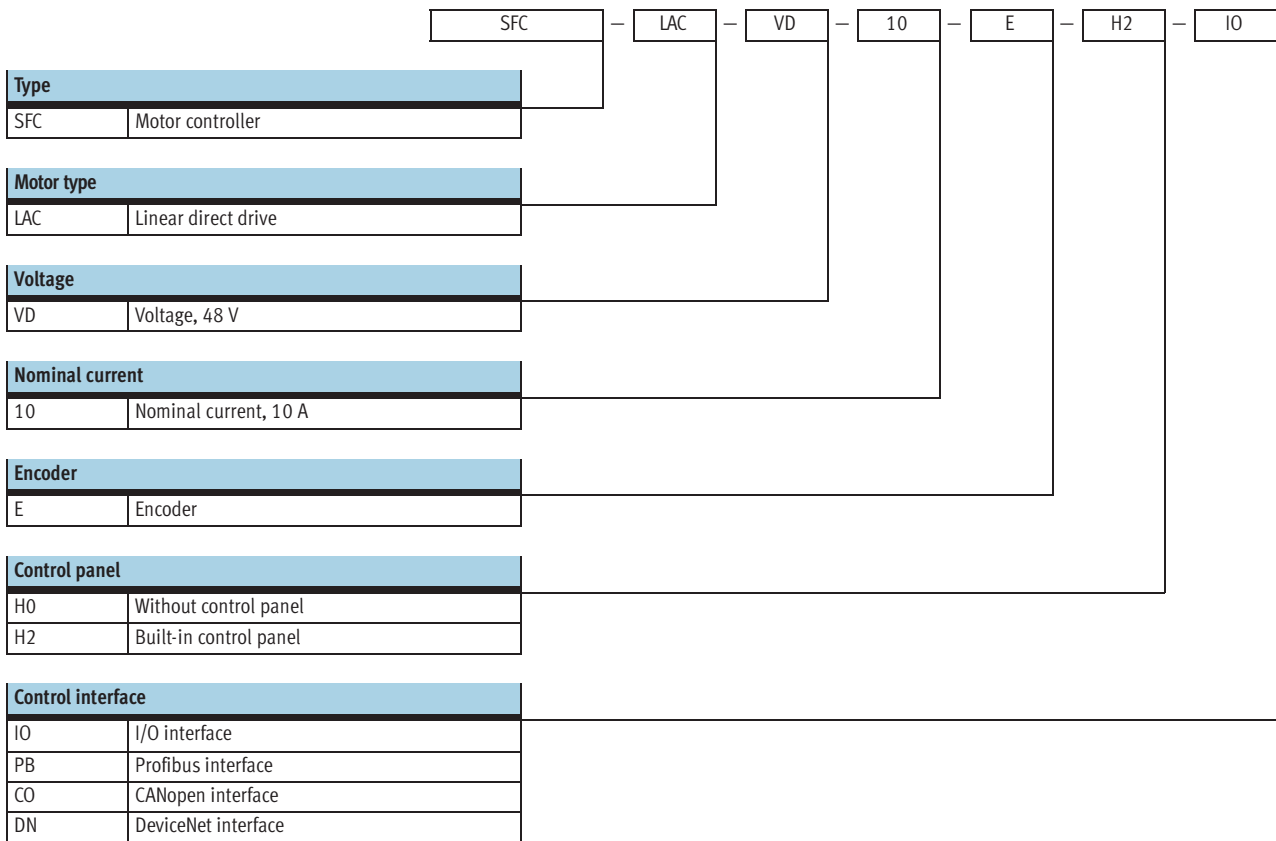 SFC – LAC – VD – 10 – E – H2 – IO
Type
SFC Motor controller
Motor type
LAC Linear direct drive
Voltage
VD Voltage, 48 V
Nominal current
10 Nominal current, 10 A
Encoder
E Encoder
Control panel
H0 Without control panel
H2 Built-in control panel
Control interface
IO I/O interface
PB Profibus interface
CO CANopen interface
DN DeviceNet interface